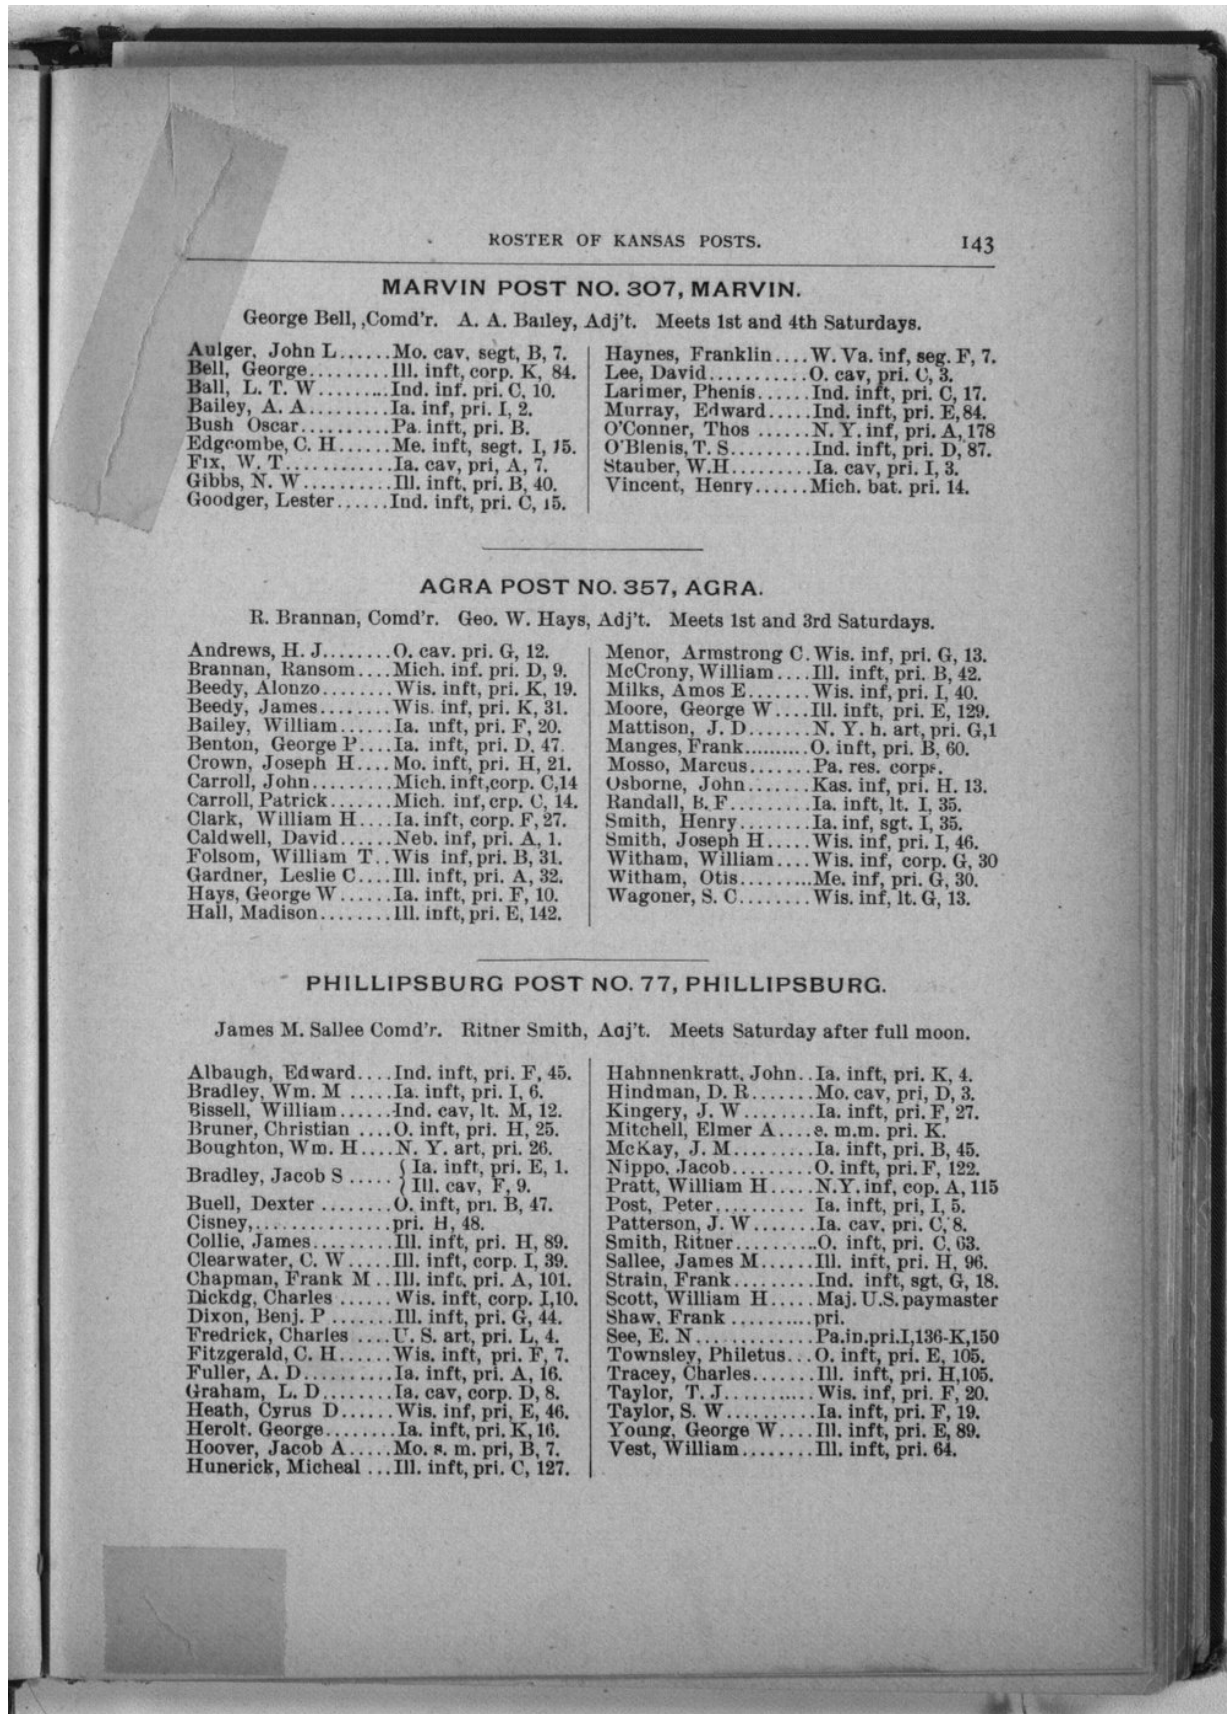 ROSTER OF KANSAS POSTS. 143
MARVIN POST NO. 307, MARVIN.
George Bell, ,Comd'r. A. A. Bailey, Adj't. Meets 1st and 4th Saturdays.
Aulger, John L......Mo. cav, segt, B, 7.
Bell, George.........Ill. inft, corp. K, 84.
Ball, L. T. W.........Ind. inf. pri. C, 10.
Bailey, A. A.........Ia. inf, pri. I, 2.
Bush Oscar..........Pa. inft, pri. B.
Edgcombe, C. H......Me. inft, segt. I, 15.
Fix, W. T............Ia. cav, pri, A, 7.
Gibbs, N. W..........Ill. inft, pri. B, 40.
Goodger, Lester......Ind. inft, pri. C, 15.
Haynes, Franklin....W. Va. inf, seg. F, 7.
Lee, David...........O. cav, pri. C, 3.
Larimer, Phenis......Ind. inft, pri. C, 17.
Murray, Edward.....Ind. inft, pri. E, 84.
O'Conner, Thos ......N. Y. inf, pri. A, 178
O'Blenis, T. S.........Ind. inft, pri. D, 87.
Stauber, W.H.........Ia. cav, pri. I, 3.
Vincent, Henry......Mich. bat. pri. 14.
AGRA POST NO. 357, AGRA.
R. Brannan, Comd'r. Geo. W. Hays, Adj't. Meets 1st and 3rd Saturdays.
Andrews, H. J........O. cav. pri. G, 12.
Brannan, Ransom....Mich. inf. pri. D, 9.
Beedy, Alonzo........Wis. inft, pri. K, 19.
Beedy, James........Wis. inf, pri. K, 31.
Bailey, William......Ia. inft, pri. F, 20.
Benton, George P....Ia. inft, pri. D. 47.
Crown, Joseph H....Mo. inft, pri. H, 21.
Carroll, John.........Mich. inft,corp. C,14
Carroll, Patrick.......Mich. inf, crp. C, 14.
Clark, William H....Ia. inft, corp. F, 27.
Caldwell, David......Neb. inf, pri. A, 1.
Folsom, William T..Wis inf, pri. B, 31.
Gardner, Leslie C....Ill. inft, pri. A, 32.
Hays, George W......Ia. inft, pri. F, 10.
Hall, Madison........Ill. inft, pri. E, 142.
Menor, Armstrong C.Wis. inf, pri. G, 13.
McCrony, William....Ill. inft, pri. B, 42.
Milks, Amos E.......Wis. inf, pri. I, 40.
Moore, George W....Ill. inft, pri. E, 129.
Mattison, J. D.......N. Y. h. art, pri. G,1
Manges, Frank..........O. inft, pri. B, 60.
Mosso, Marcus.......Pa. res. corps.
Osborne, John.......Kas. inf, pri. H. 13.
Randall, B. F.........Ia. inft, lt. I, 35.
Smith, Henry........Ia. inf, sgt. I, 35.
Smith, Joseph H.....Wis. inf, pri. I, 46.
Witham, William....Wis. inf, corp. G, 30
Witham, Otis.........Me. inf, pri. G, 30.
Wagoner, S. C........Wis. inf, lt. G, 13.
PHILLIPSBURG POST NO. 77, PHILLIPSBURG.
James M. Sallee Comd'r. Ritner Smith, Adj't. Meets Saturday after full moon.
Albaugh, Edward....Ind. inft, pri. F, 45.
Bradley, Wm. M .....Ia. inft, pri. I, 6.
Bissell, William......Ind. cav, lt. M, 12.
Bruner, Christian ....O. inft, pri. H, 25.
Boughton, Wm. H....N. Y. art, pri. 26.
Bradley, Jacob S ..... { Ia. inft, pri. E, 1.
Ill. cav, F, 9.
Buell, Dexter ........O. inft, pri. B, 47.
Cisney,...............pri. H, 48.
Collie, James.........Ill. inft, pri. H, 89.
Clearwater, C. W.....Ill. inft, corp. I, 39.
Chapman, Frank M ..Ill. inft, pri. A, 101.
Dickdg, Charles ......Wis. inft, corp. I,10.
Dixon, Benj. P .......Ill. inft, pri. G, 44.
Fredrick, Charles ....U. S. art, pri. L, 4.
Fitzgerald, C. H......Wis. inft, pri. F, 7.
Fuller, A. D..........Ia. inft, pri. A, 16.
Graham, L. D........Ia. cav, corp. D, 8.
Heath, Cyrus D......Wis. inf, pri, E, 46.
Herolt. George........Ia. inft, pri. K, 16.
Hoover, Jacob A.....Mo. s. m. pri, B, 7.
Hunerick, Micheal ...Ill. inft, pri. C, 127.
Hahnnenkratt, John..Ia. inft, pri. K, 4.
Hindman, D. R.......Mo. cav, pri, D, 3.
Kingery, J. W........Ia. inft, pri. F, 27.
Mitchell, Elmer A....e. m.m. pri. K.
McKay, J. M.........Ia. inft, pri. B, 45.
Nippo, Jacob.........O. inft, pri. F, 122.
Pratt, William H.....N.Y. inf, cop. A, 115
Post, Peter.......... Ia. inft, pri, I, 5.
Patterson, J. W.......Ia. cav, pri. C, 8.
Smith, Ritner..........O. inft, pri. C, 63.
Sallee, James M......Ill. inft, pri. H, 96.
Strain, Frank.........Ind. inft, sgt, G, 18.
Scott, William H.....Maj. U.S. paymaster
Shaw, Frank ..........pri.
See, E. N.............Pa.in.pri.I,136-K,150
Townsley, Philetus...O. inft, pri. E, 105.
Tracey, Charles.......Ill. inft, pri. H,105.
Taylor, T. J...........Wis. inf, pri. F, 20.
Taylor, S. W..........Ia. inft, pri. F, 19.
Young, George W....Ill. inft, pri. E, 89.
Vest, William........Ill. inft, pri. 64.